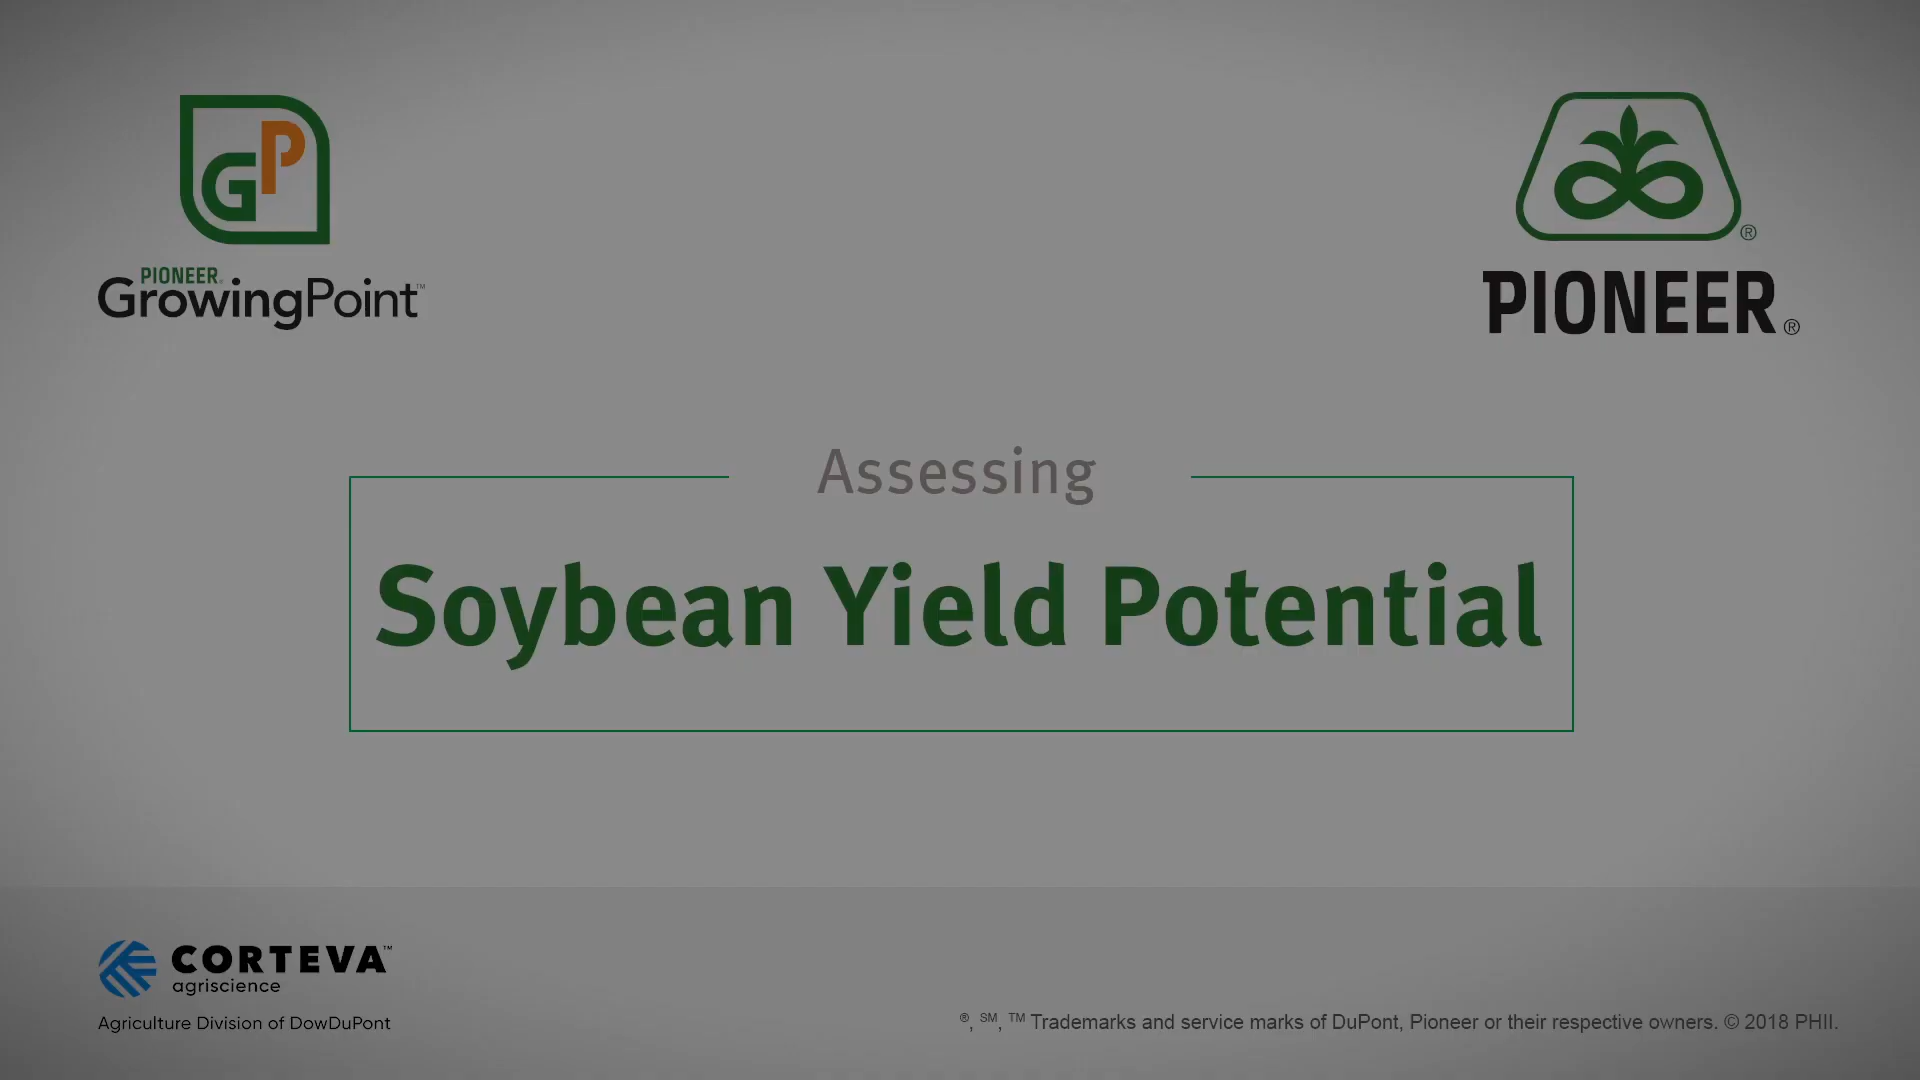 GP
PIONEER®
GrowingPoint™
®
PIONEER®
Assessing
Soybean Yield Potential
CORTEVA™
agriscience
Agriculture Division of DowDuPont
®, SM, TM Trademarks and service marks of DuPont, Pioneer or their respective owners. © 2018 PHII.